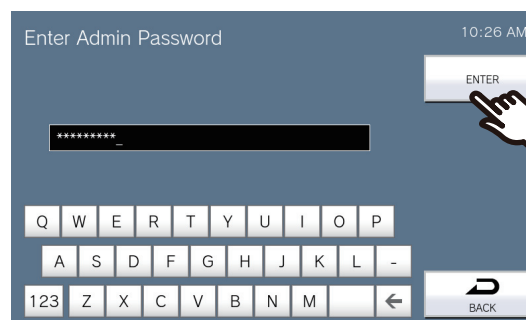 Enter Admin Password
10:26 AM
ENTER
*********_
Q W E R T Y U I O P
A S D F G H J K L -
123 Z X C V B N M ←
BACK